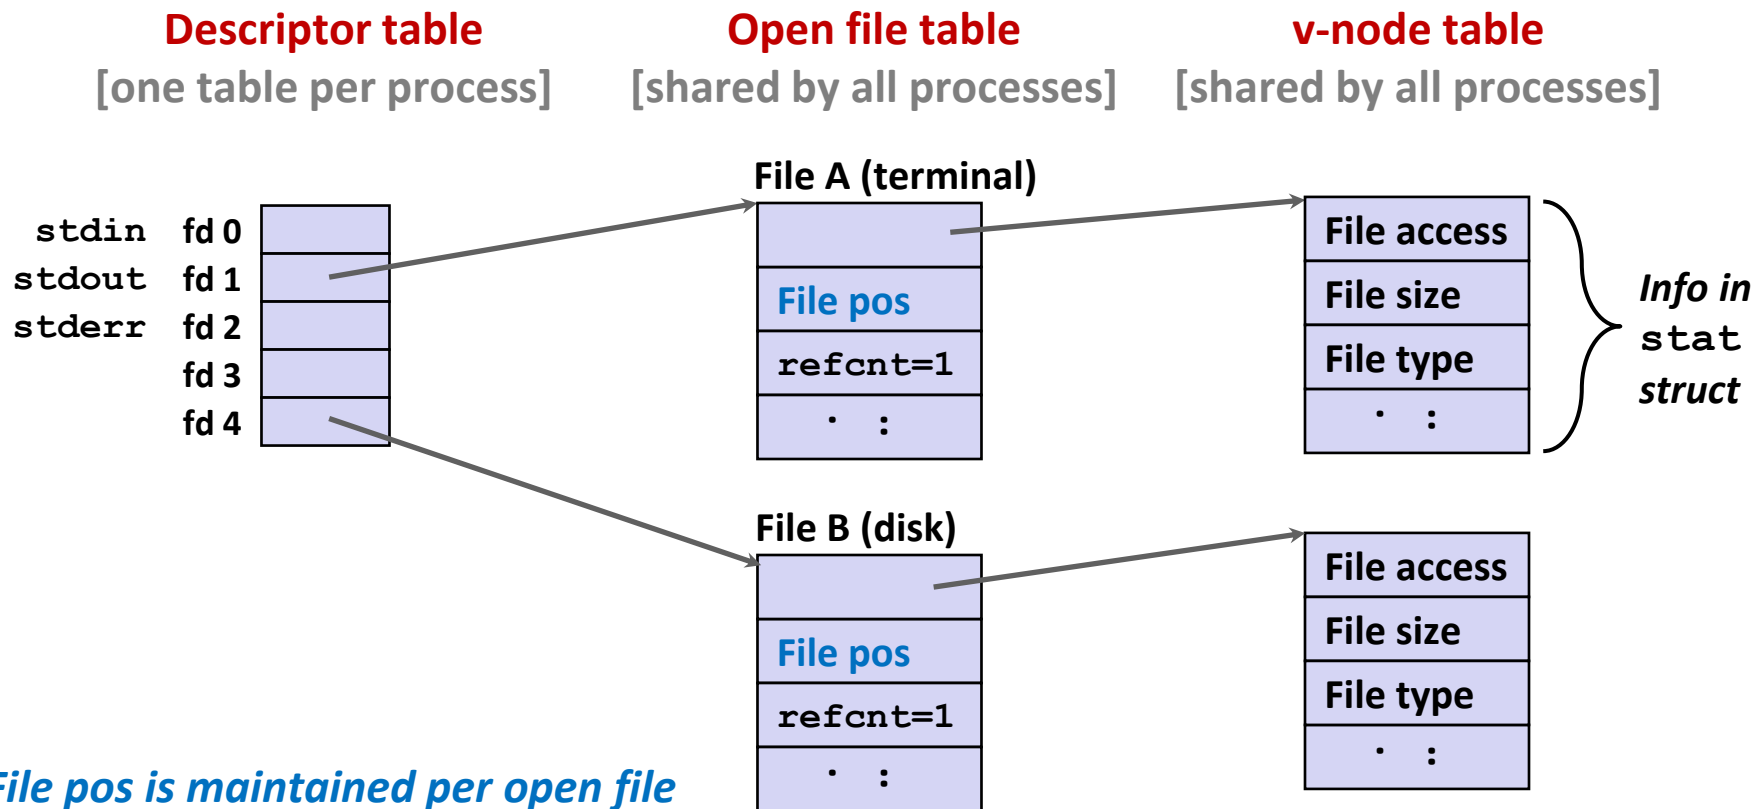 Descriptor table
[one table per process]
Open file table
[shared by all processes]
v-node table
[shared by all processes]
stdin fd 0
stdout fd 1
stderr fd 2
fd 3
fd 4
File A (terminal)
File pos
refcnt=1
File access
File size
File type
Info in
stat
struct
File B (disk)
File pos
refcnt=1
File access
File size
File type
File pos is maintained per open file